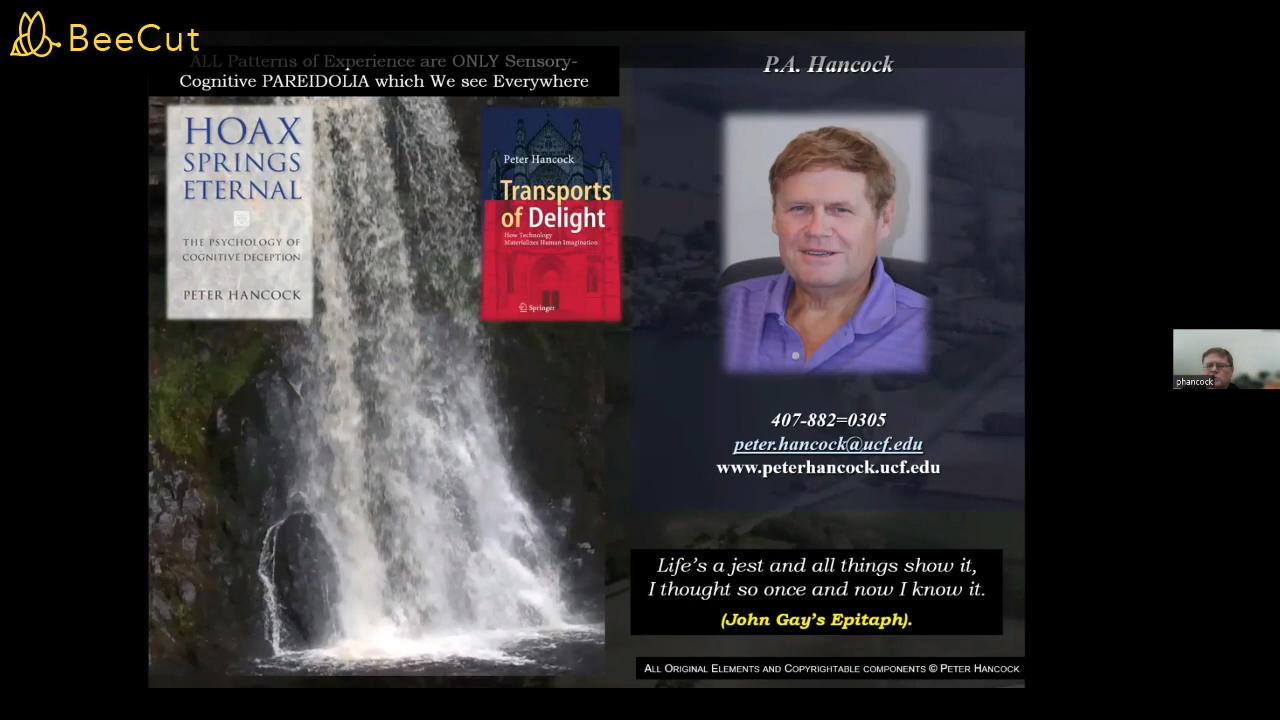 BeeCut
ALL Patterns of Experience are ONLY Sensory-
Cognitive PAREIDOLIA which We see Everywhere
HOAX
SPRINGS
ETERNAL
THE PSYCHOLOGY OF
COGNITIVE DECEPTION
PETER HANCOCK
Peter Hancock
Transports
of Delight
How Technology
Materializes Human Imagination
Springer
P.A. Hancock
407-882=0305
peter.hancock@ucf.edu
www.peterhancock.ucf.edu
Life's a jest and all things show it,
I thought so once and now I know it.
(John Gay's Epitaph).
ALL ORIGINAL ELEMENTS AND COPYRIGHTABLE COMPONENTS © PETER HANCOCK
phancock